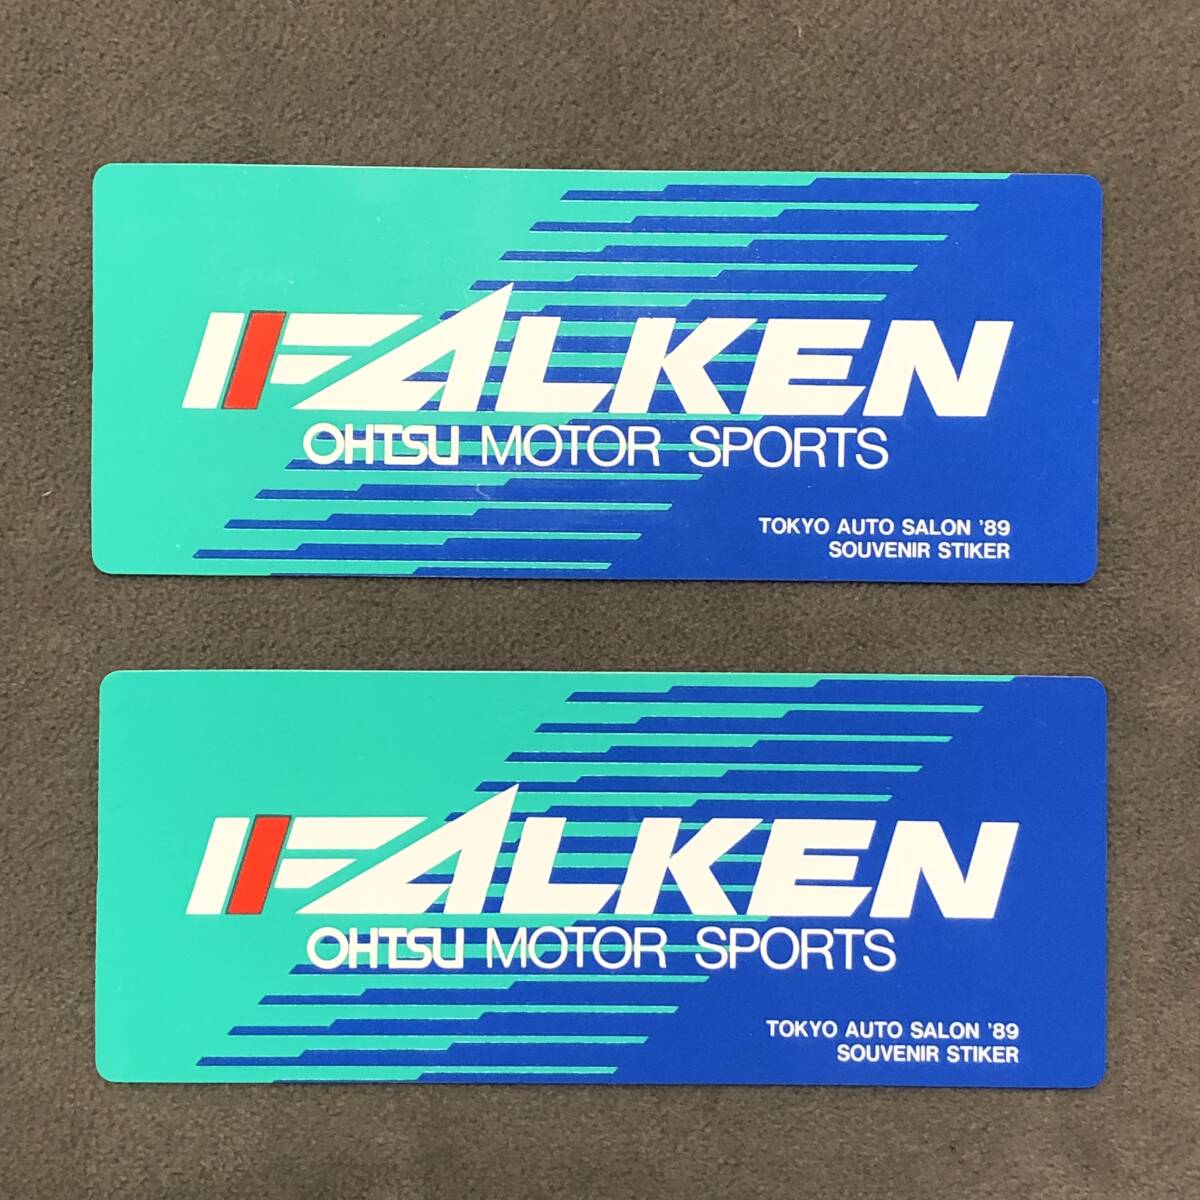 FALKEN
OHTSU MOTOR SPORTS
TOKYO AUTO SALON '89
SOUVENIR STIKER
FALKEN
OHTSU MOTOR SPORTS
TOKYO AUTO SALON '89
SOUVENIR STIKER